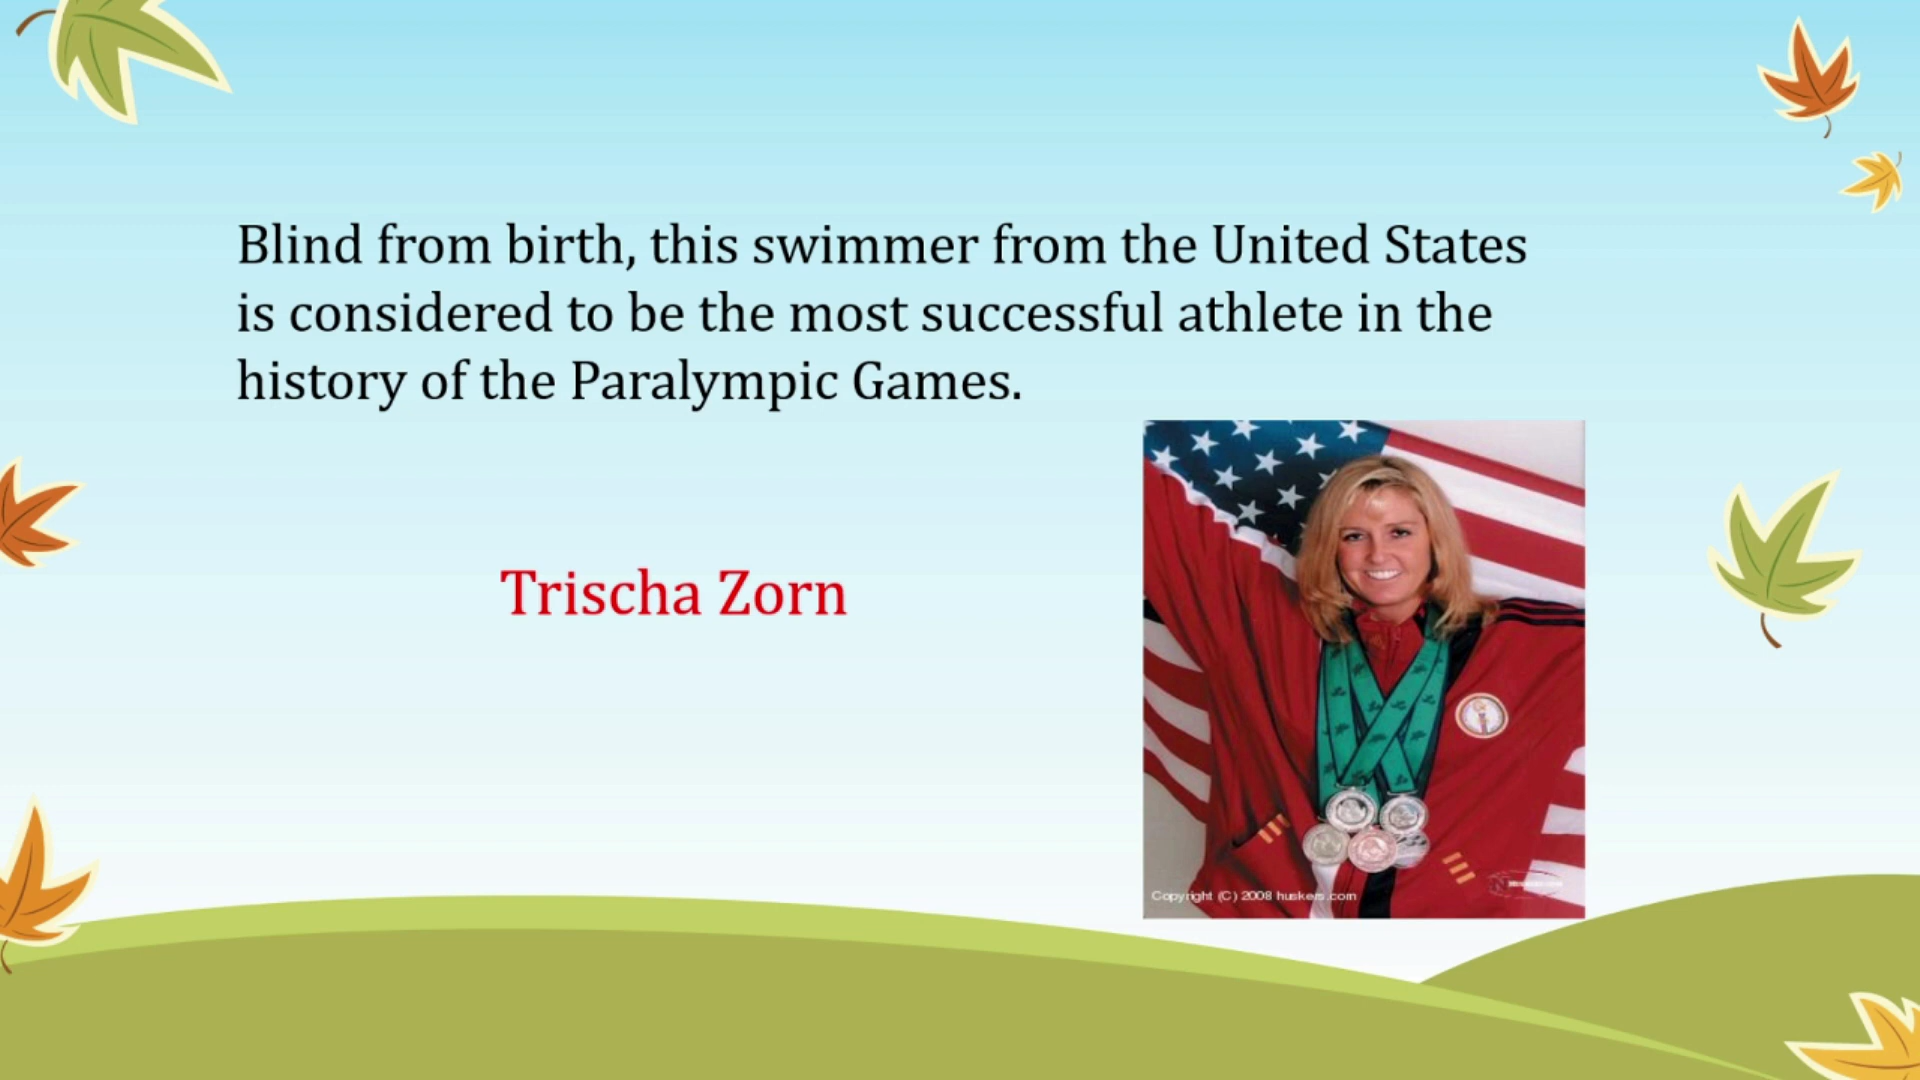 Blind from birth, this swimmer from the United States
is considered to be the most successful athlete in the
history of the Paralympic Games.
Trischa Zorn
Copyright (C) 2008 huskers.com